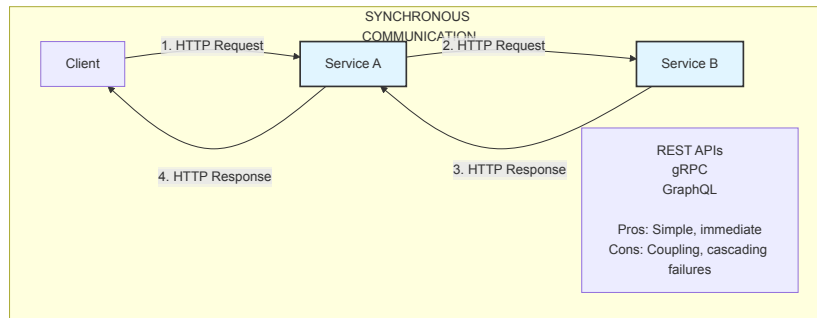 SYNCHRONOUS
COMMUNICATION
Client
1. HTTP Request
Service A
2. HTTP Request
Service B
4. HTTP Response
3. HTTP Response
REST APIs
gRPC
GraphQL
Pros: Simple, immediate
Cons: Coupling, cascading
failures